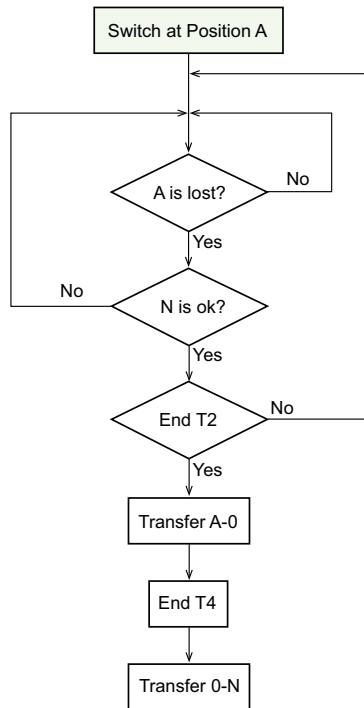 Switch at Position A
A is lost?
No
Yes
No
N is ok?
Yes
End T2
No
Yes
Transfer A-0
End T4
Transfer 0-N